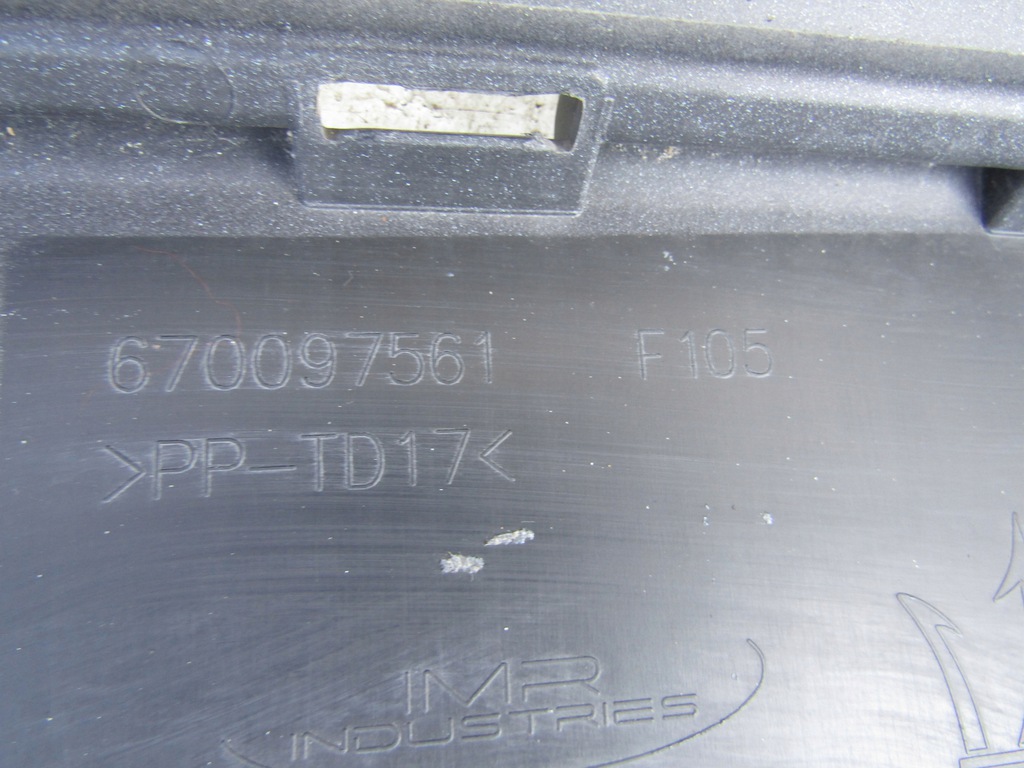 670097561 F105
>PP-TD17<
IMR
INDUSTRIES